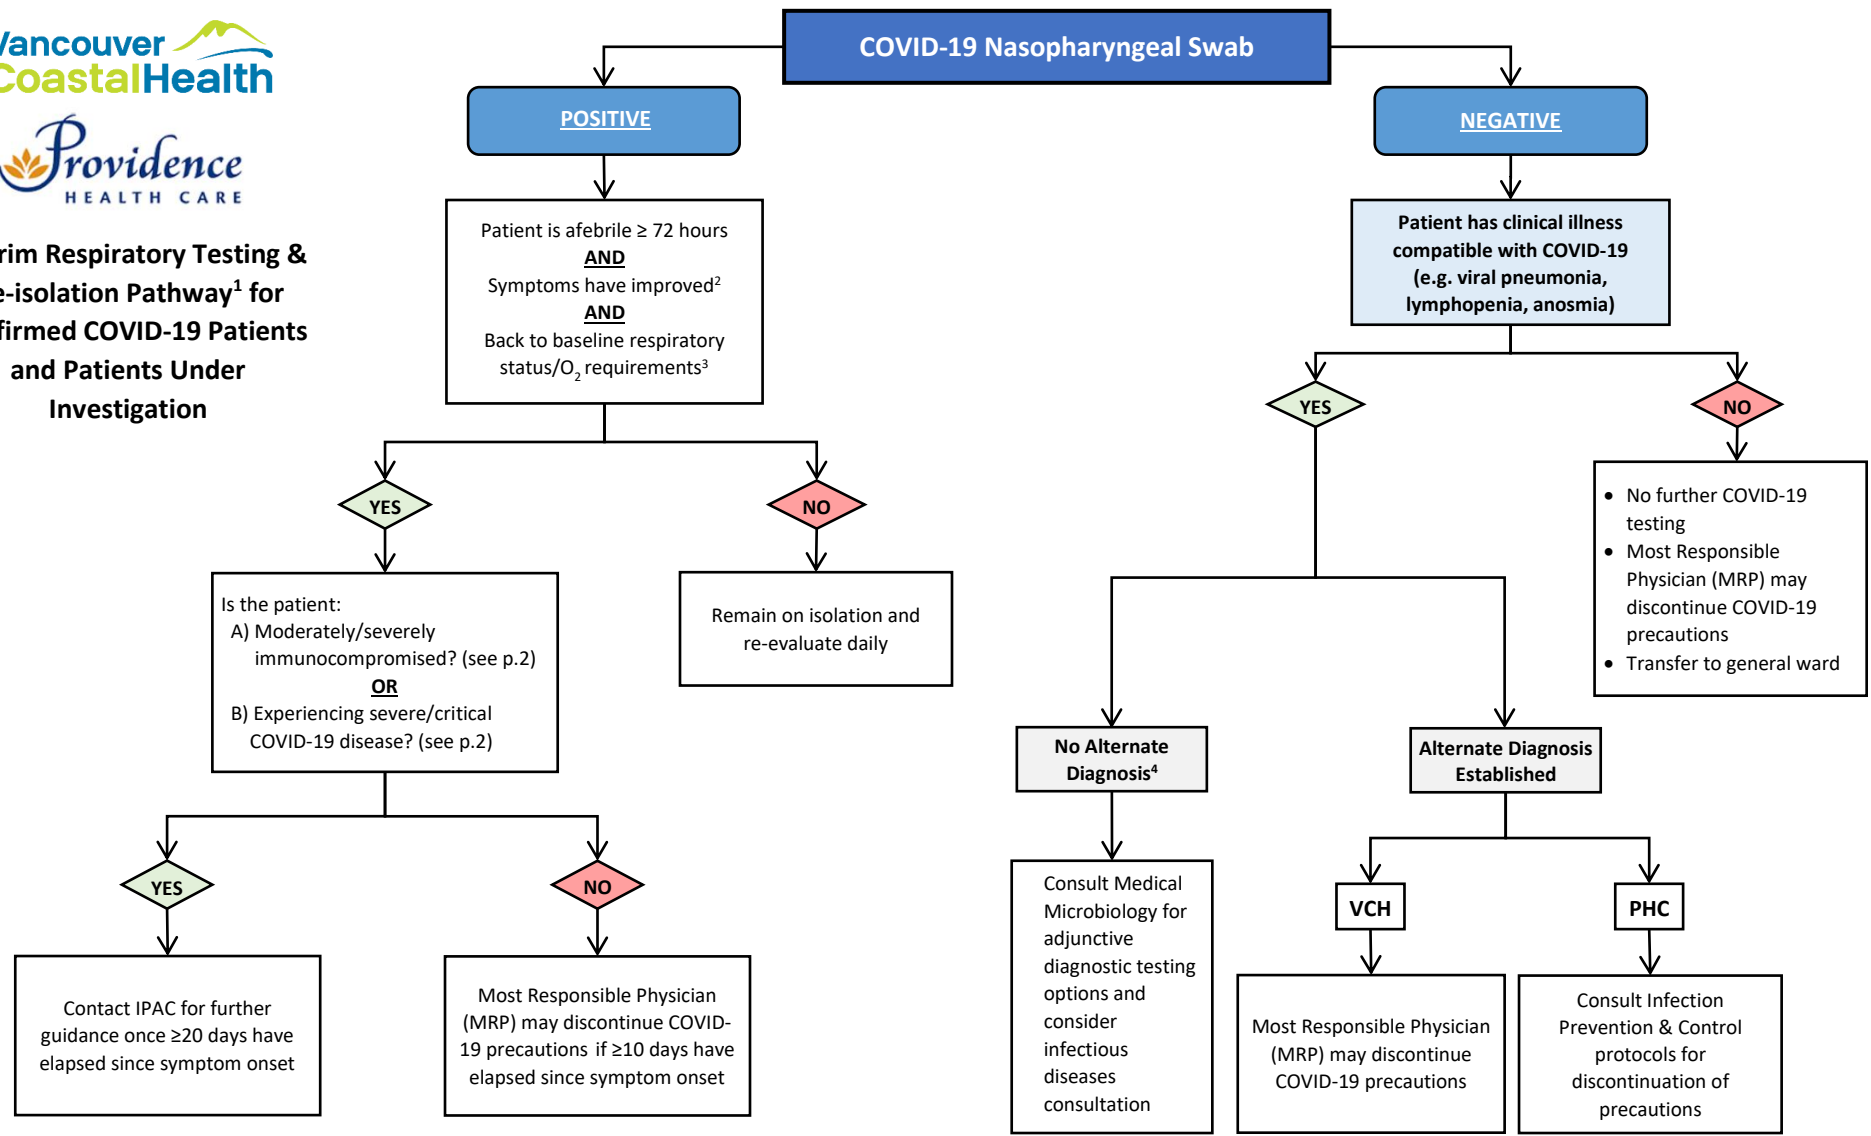 COVID-19 Nasopharyngeal Swab
Vancouver
CoastalHealth
Providence
HEALTH CARE
rim Respiratory Testing &
e-isolation Pathway¹ for
firmed COVID-19 Patients
and Patients Under
Investigation
POSITIVE
Patient is afebrile ≥ 72 hours
AND
Symptoms have improved²
AND
Back to baseline respiratory
status/O₂ requirements³
YES
NO
Is the patient:
A) Moderately/severely
immunocompromised? (see p.2)
OR
B) Experiencing severe/critical
COVID-19 disease? (see p.2)
Remain on isolation and
re-evaluate daily
YES
NO
Contact IPAC for further
guidance once ≥20 days have
elapsed since symptom onset
Most Responsible Physician
(MRP) may discontinue COVID-
19 precautions if ≥10 days have
elapsed since symptom onset
NEGATIVE
Patient has clinical illness
compatible with COVID-19
(e.g. viral pneumonia,
lymphopenia, anosmia)
YES
NO
• No further COVID-19
testing
• Most Responsible
Physician (MRP) may
discontinue COVID-19
precautions
• Transfer to general ward
No Alternate
Diagnosis⁴
Alternate Diagnosis
Established
Consult Medical
Microbiology for
adjunctive
diagnostic testing
options and
consider
infectious
diseases
consultation
VCH
PHC
Most Responsible Physician
(MRP) may discontinue
COVID-19 precautions
Consult Infection
Prevention & Control
protocols for
discontinuation of
precautions